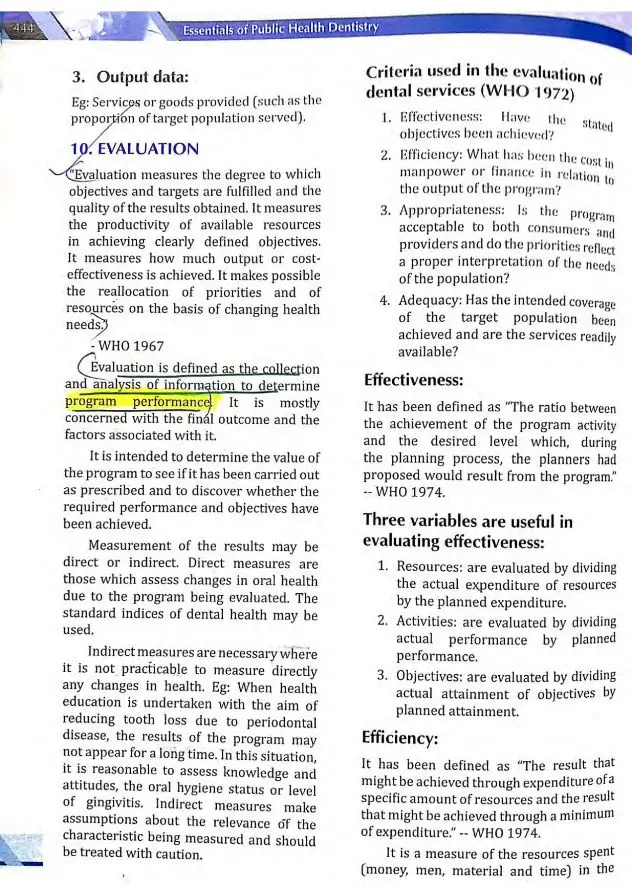 444
Essentials of Public Health Dentistry
3. Output data:
Eg: Services or goods provided (such as the
proportion of target population served).
10. EVALUATION
"Evaluation measures the degree to which
objectives and targets are fulfilled and the
quality of the results obtained. It measures
the productivity of available resources
in achieving clearly defined objectives.
It measures how much output or cost-
effectiveness is achieved. It makes possible
the reallocation of priorities and of
resources on the basis of changing health
needs."
- WHO 1967
Evaluation is defined as the collection
and analysis of information to determine
program performance. It is mostly
concerned with the final outcome and the
factors associated with it.
It is intended to determine the value of
the program to see if it has been carried out
as prescribed and to discover whether the
required performance and objectives have
been achieved.
Measurement of the results may be
direct or indirect. Direct measures are
those which assess changes in oral health
due to the program being evaluated. The
standard indices of dental health may be
used.
Indirect measures are necessary where
it is not practicable to measure directly
any changes in health. Eg: When health
education is undertaken with the aim of
reducing tooth loss due to periodontal
disease, the results of the program may
not appear for a long time. In this situation,
it is reasonable to assess knowledge and
attitudes, the oral hygiene status or level
of gingivitis. Indirect measures make
assumptions about the relevance of the
characteristic being measured and should
be treated with caution.
Criteria used in the evaluation of
dental services (WHO 1972)
1. Effectiveness: Have the stated
objectives been achieved?
2. Efficiency: What has been the cost in
manpower or finance in relation to
the output of the program?
3. Appropriateness: Is the program
acceptable to both consumers and
providers and do the priorities reflect
a proper interpretation of the needs
of the population?
4. Adequacy: Has the intended coverage
of the target population been
achieved and are the services readily
available?
Effectiveness:
It has been defined as "The ratio between
the achievement of the program activity
and the desired level which, during
the planning process, the planners had
proposed would result from the program."
-- WHO 1974.
Three variables are useful in
evaluating effectiveness:
1. Resources: are evaluated by dividing
the actual expenditure of resources
by the planned expenditure.
2. Activities: are evaluated by dividing
actual performance by planned
performance.
3. Objectives: are evaluated by dividing
actual attainment of objectives by
planned attainment.
Efficiency:
It has been defined as "The result that
might be achieved through expenditure of a
specific amount of resources and the result
that might be achieved through a minimum
of expenditure." -- WHO 1974.
It is a measure of the resources spent
(money, men, material and time) in the